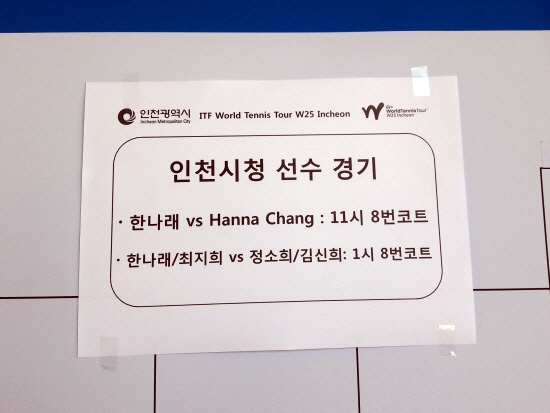 인천광역시
Incheon Metropolitan City
ITF World Tennis Tour W25 Incheon
WorldTennisTour
W25 Incheon
인천시청 선수 경기
· 한나래 vs Hanna Chang : 11시 8번코트
· 한나래/최지희 vs 정소희/김신희: 1시 8번코트